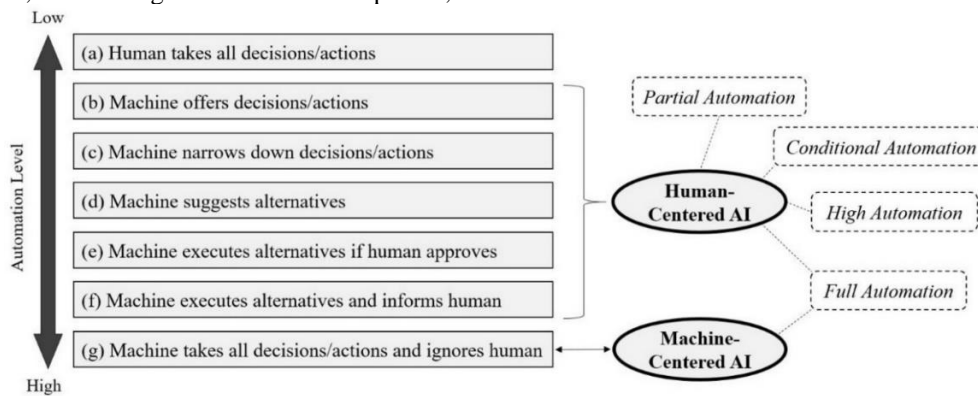 Low
(a) Human takes all decisions/actions
(b) Machine offers decisions/actions
(c) Machine narrows down decisions/actions
(d) Machine suggests alternatives
(e) Machine executes alternatives if human approves
(f) Machine executes alternatives and informs human
(g) Machine takes all decisions/actions and ignores human
High
Automation Level
Partial Automation
Conditional Automation
Human-
Centered AI
High Automation
Full Automation
Machine-
Centered AI